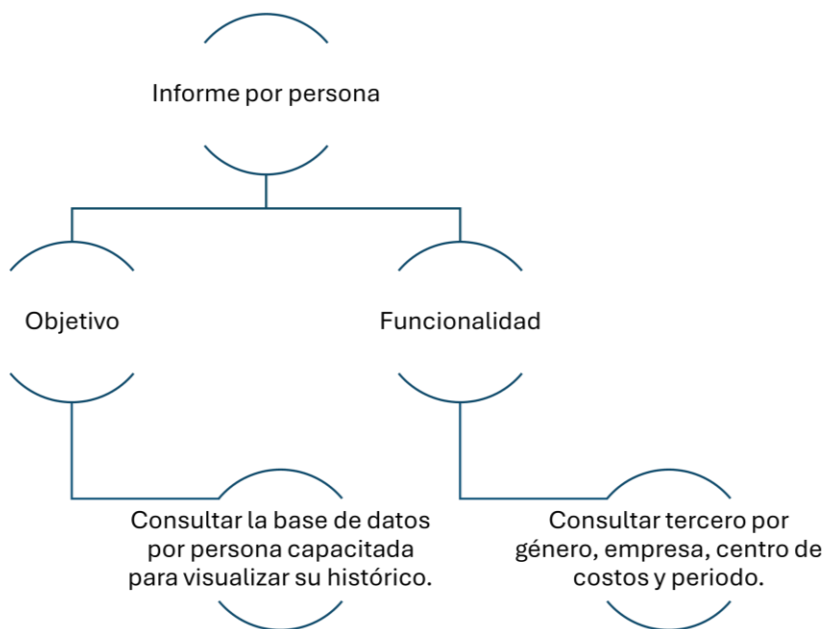 Informe por persona
Objetivo
Funcionalidad
Consultar la base de datos
por persona capacitada
para visualizar su histórico.
Consultar tercero por
género, empresa, centro de
costos y periodo.